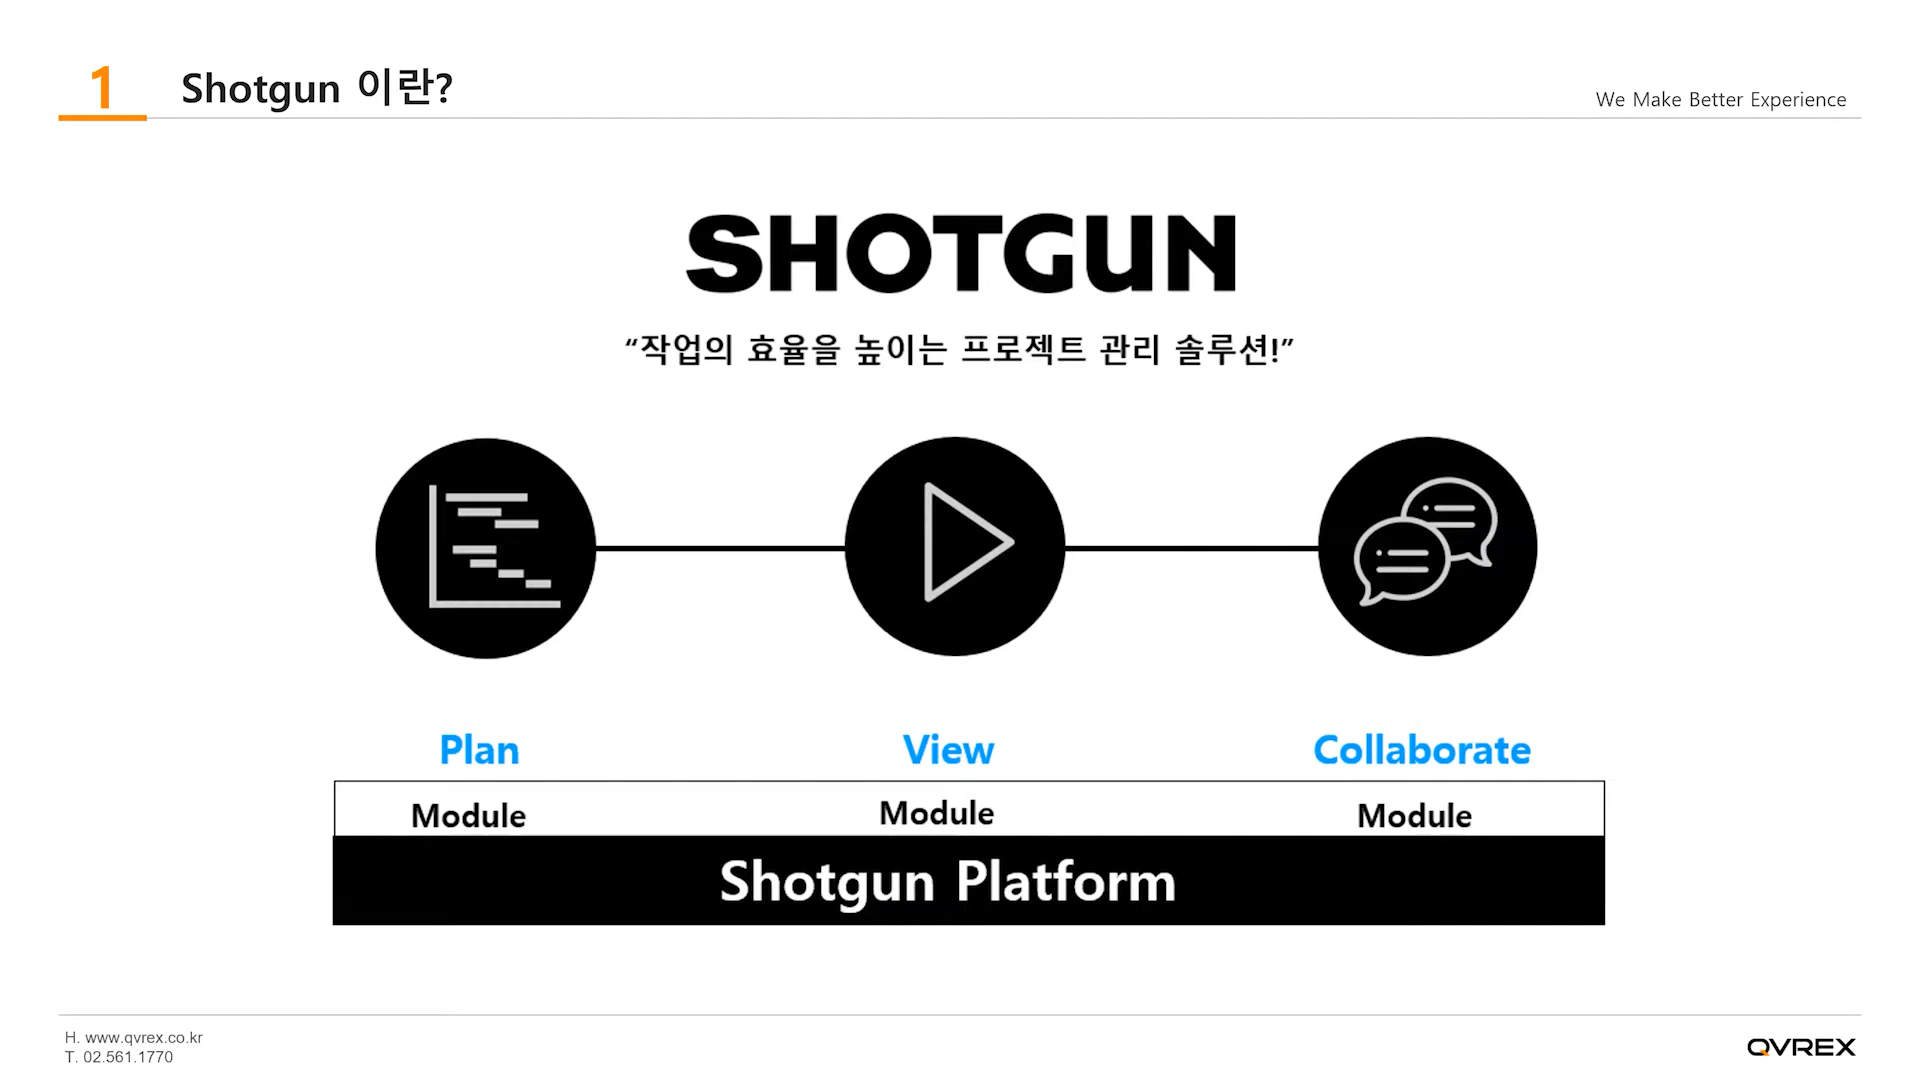 1
Shotgun 이란?
We Make Better Experience
SHOTGUN
“작업의 효율을 높이는 프로젝트 관리 솔루션!”
Plan
View
Collaborate
Module
Module
Module
Shotgun Platform
H. www.qvrex.co.kr
T. 02.561.1770
QVREX